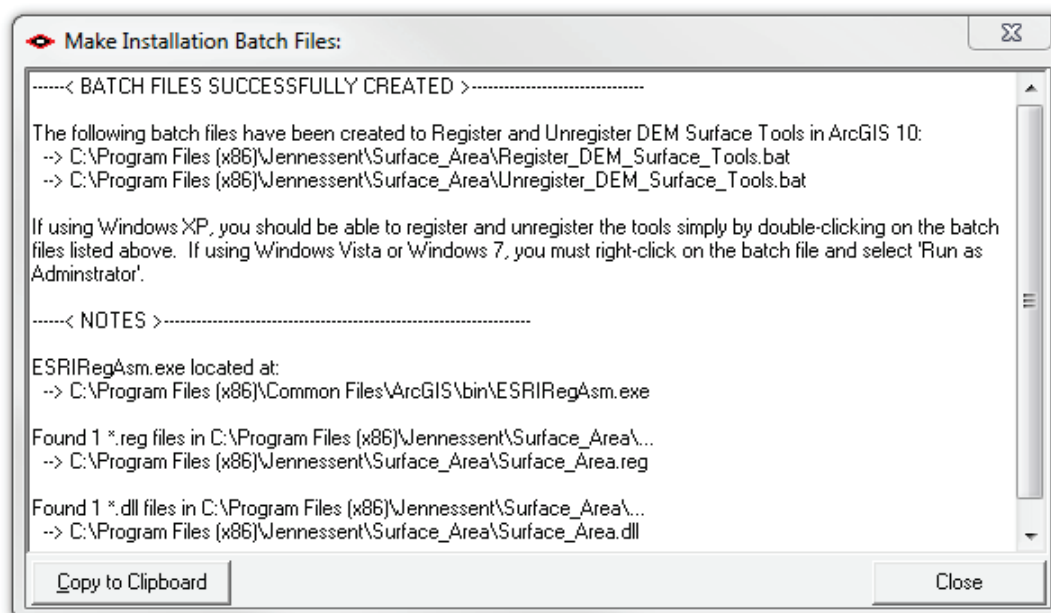 Make Installation Batch Files:
------< BATCH FILES SUCCESSFULLY CREATED >--------------------------------
The following batch files have been created to Register and Unregister DEM Surface Tools in ArcGIS 10:
--> C:\Program Files (x86)\Jennessent\Surface_Area\Register_DEM_Surface_Tools.bat
--> C:\Program Files (x86)\Jennessent\Surface_Area\Unregister_DEM_Surface_Tools.bat
If using Windows XP, you should be able to register and unregister the tools simply by double-clicking on the batch
files listed above.  If using Windows Vista or Windows 7, you must right-click on the batch file and select 'Run as
Adminstrator'.
------< NOTES >--------------------------------------------------------------------
ESRIRegAsm.exe located at:
--> C:\Program Files (x86)\Common Files\ArcGIS\bin\ESRIRegAsm.exe
Found 1 *.reg files in C:\Program Files (x86)\Jennessent\Surface_Area\...
--> C:\Program Files (x86)\Jennessent\Surface_Area\Surface_Area.reg
Found 1 *.dll files in C:\Program Files (x86)\Jennessent\Surface_Area\...
--> C:\Program Files (x86)\Jennessent\Surface_Area\Surface_Area.dll
Copy to Clipboard
Close